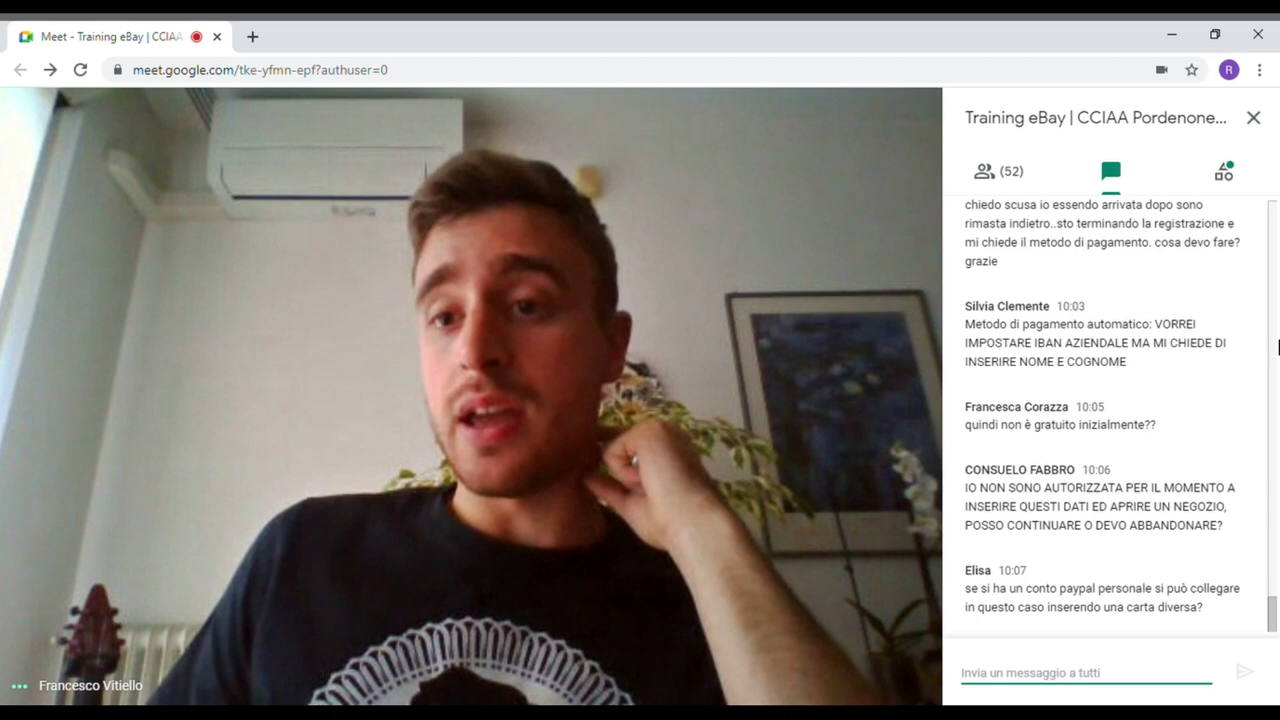 Meet - Training eBay | CCIAA
meet.google.com/tke-yfmn-epf?authuser=0
R
Training eBay | CCIAA Pordenone...
(52)
chiedo scusa io essendo arrivata dopo sono
rimasta indietro..sto terminando la registrazione e
mi chiede il metodo di pagamento. cosa devo fare?
grazie
Silvia Clemente 10:03
Metodo di pagamento automatico: VORREI
IMPOSTARE IBAN AZIENDALE MA MI CHIEDE DI
INSERIRE NOME E COGNOME
Francesca Corazza 10:05
quindi non è gratuito inizialmente??
CONSUELO FABBRO 10:06
IO NON SONO AUTORIZZATA PER IL MOMENTO A
INSERIRE QUESTI DATI ED APRIRE UN NEGOZIO,
POSSO CONTINUARE O DEVO ABBANDONARE?
Elisa 10:07
se si ha un conto paypal personale si può collegare
in questo caso inserendo una carta diversa?
Invia un messaggio a tutti
Francesco Vitiello